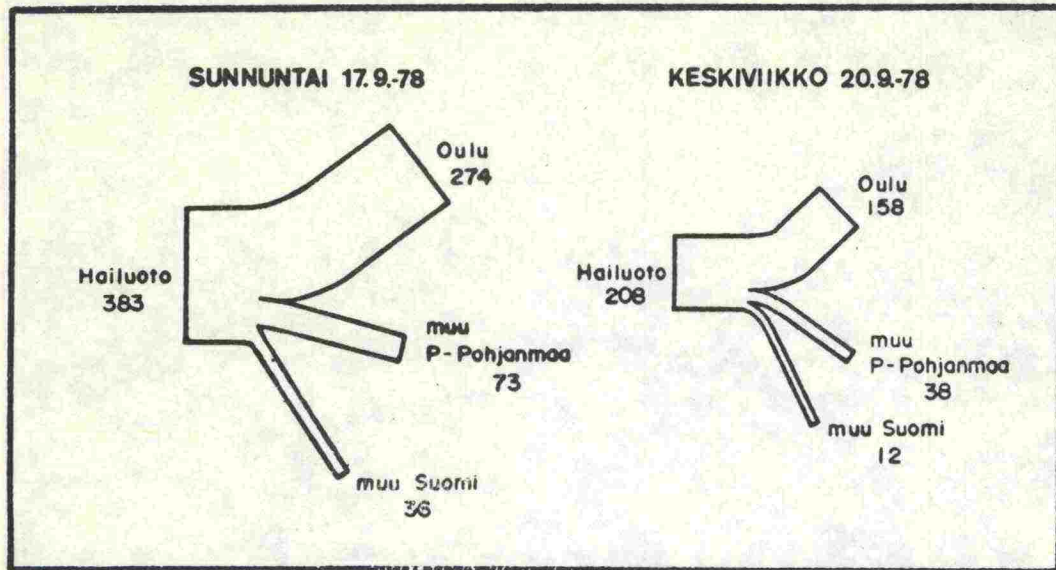 SUNNUNTAI 17.9.-78
Oulu
274
Hailuoto
383
muu
P-Pohjanmaa
73
muu Suomi
36
KESKIVIIKKO 20.9.-78
Oulu
158
Hailuoto
208
muu
P-Pohjanmaa
38
muu Suomi
12